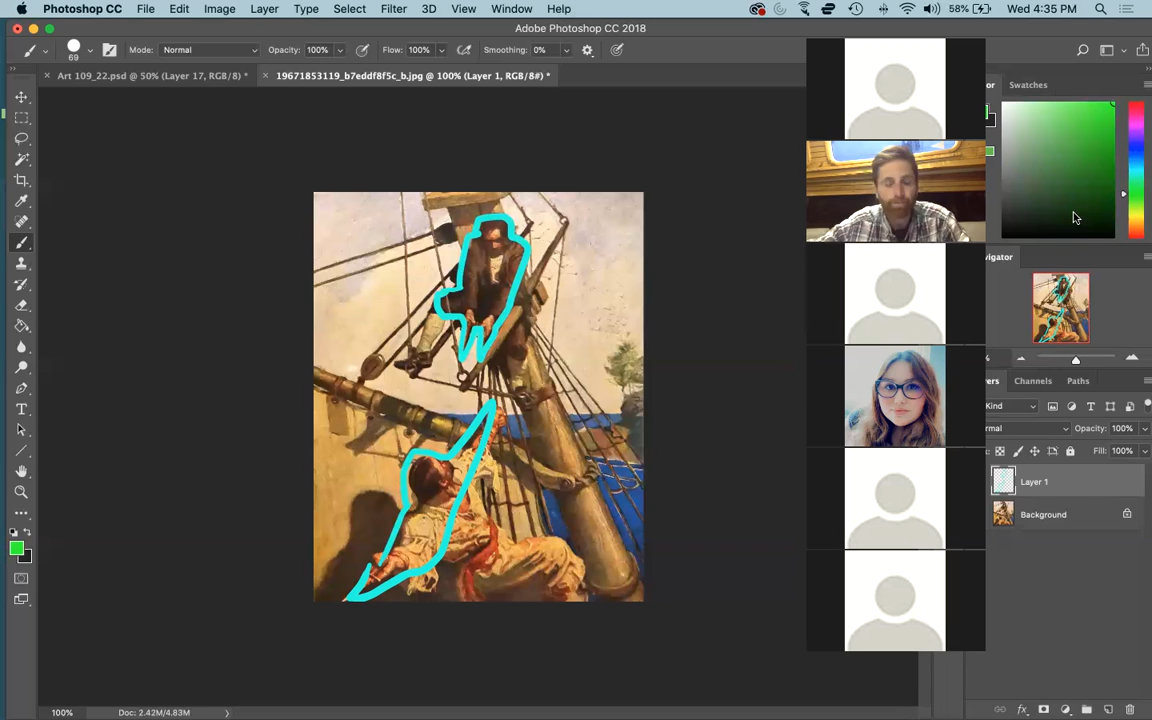 Photoshop CC File Edit Image Layer Type Select Filter 3D View Window Help 58% Wed 4:35 PM
Adobe Photoshop CC 2018
69 Mode: Normal Opacity: 100% Flow: 100% Smoothing: 0%
× Art 109_22.psd @ 50% (Layer 17, RGB/8) * × 19671853119_b7eddf8f5c_b.jpg @ 100% (Layer 1, RGB/8#) *
or Swatches
vigator
%
yers Channels Paths
Kind
rmal Opacity: 100%
Fill: 100%
Layer 1
Background
100% Doc: 2.42M/4.83M